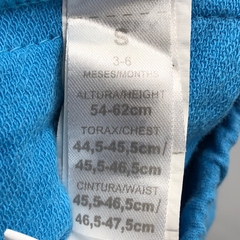 S
3-6
MESES/MONTHS
ALTURA/HEIGHT
54-62cm
TORAX/CHEST
44,5-45,5cm/
45,5-46,5cm
CINTURA/WAIST
45,5-46,5cm/
46,5-47,5cm